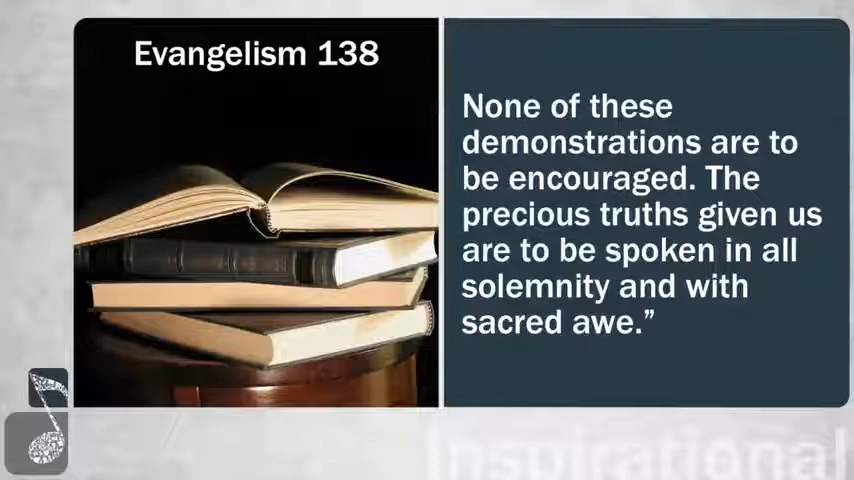 Evangelism 138
None of these
demonstrations are to
be encouraged. The
precious truths given us
are to be spoken in all
solemnity and with
sacred awe.”
Inspirational